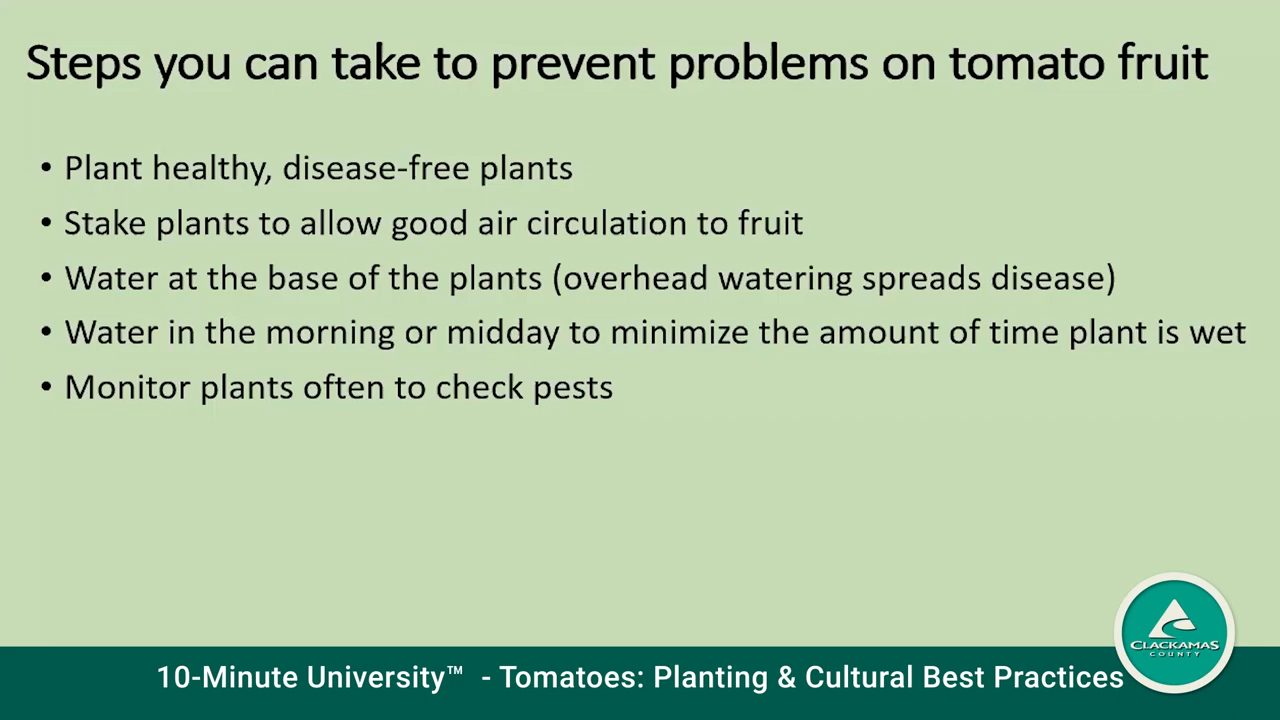 Steps you can take to prevent problems on tomato fruit
• Plant healthy, disease-free plants
• Stake plants to allow good air circulation to fruit
• Water at the base of the plants (overhead watering spreads disease)
• Water in the morning or midday to minimize the amount of time plant is wet
• Monitor plants often to check pests
CLACKAMAS
COUNTY
10-Minute University™ - Tomatoes: Planting & Cultural Best Practices